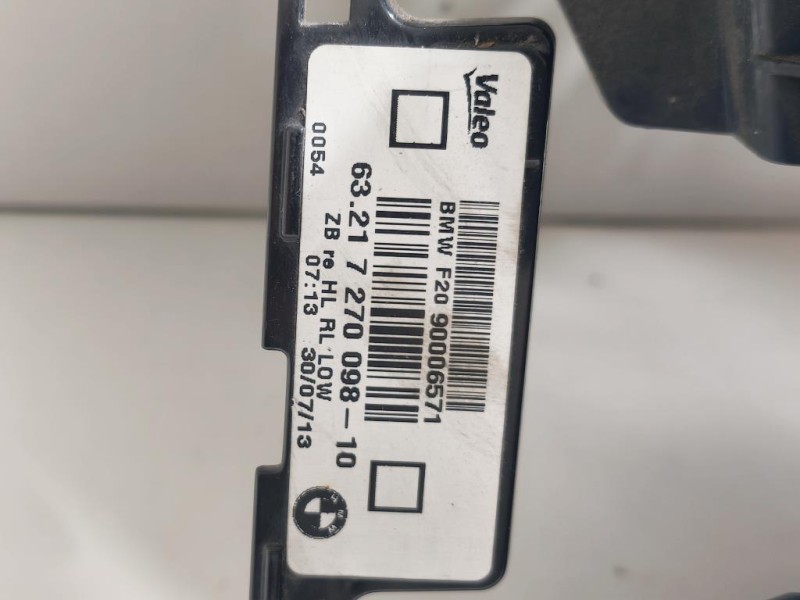 Valeo
BMW F20 90006571
63.21 7 270 098-10
ZB re HL RL LOW
07:13 30/07/13
0054
BMW